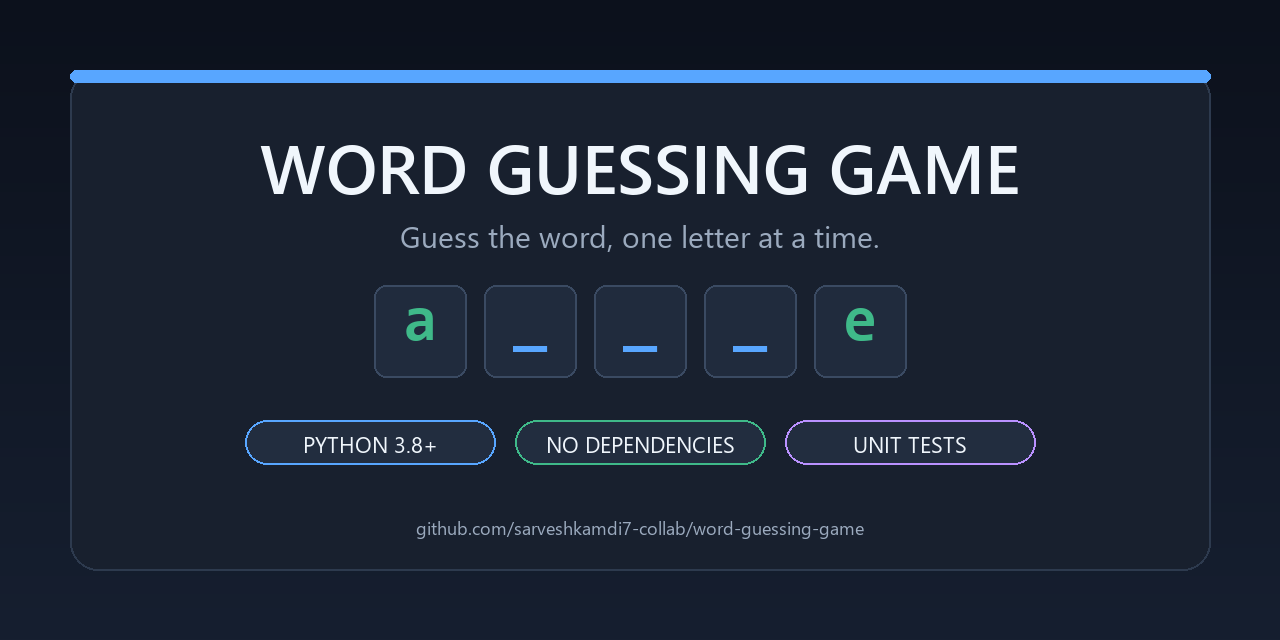 WORD GUESSING GAME
Guess the word, one letter at a time.
a _ _ _ e
PYTHON 3.8+ NO DEPENDENCIES UNIT TESTS
github.com/sarveshkamdi7-collab/word-guessing-game